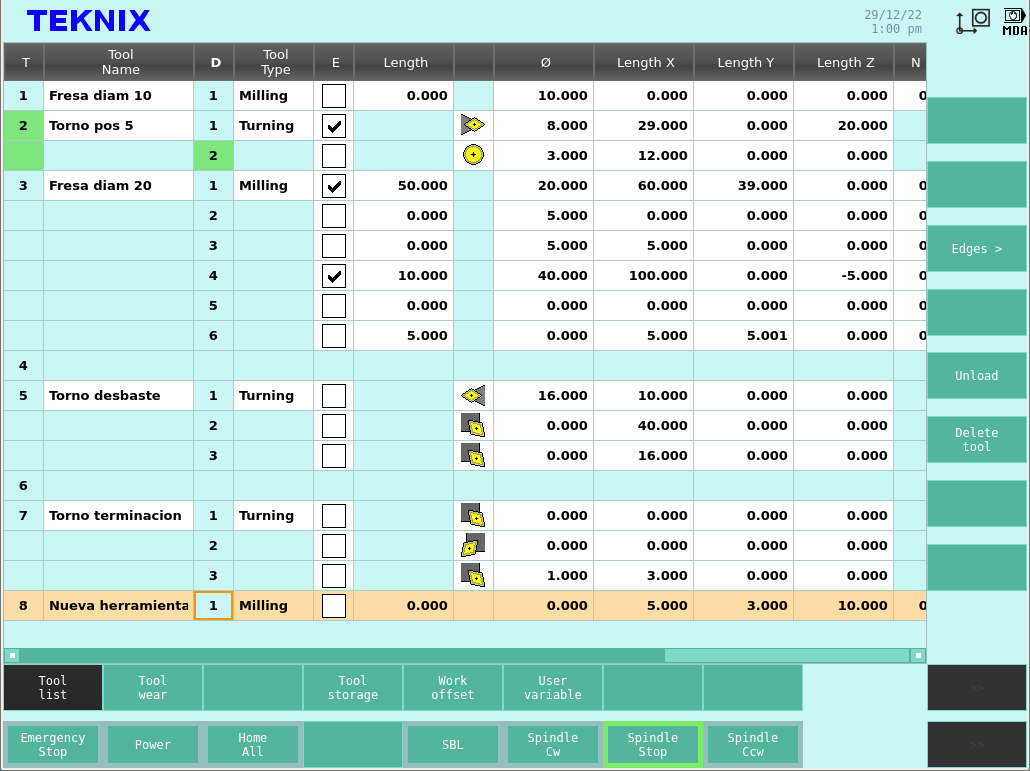 TEKNIX
29/12/22
1:00 pm
MDA
T Tool Name D Tool Type E Length Ø Length X Length Y Length Z N
1 Fresa diam 10 1 Milling 0.000 10.000 0.000 0.000 0.000 0
2 Torno pos 5 1 Turning 8.000 29.000 0.000 20.000
2 3.000 12.000 0.000 0.000
3 Fresa diam 20 1 Milling 50.000 20.000 60.000 39.000 0.000 0
2 0.000 5.000 0.000 0.000 0.000 0
3 0.000 5.000 5.000 0.000 0.000 0
4 10.000 40.000 100.000 0.000 -5.000 0
5 0.000 0.000 0.000 0.000 0.000 0
6 5.000 0.000 5.000 5.001 0.000 0
4
5 Torno desbaste 1 Turning 16.000 10.000 0.000 0.000
2 0.000 40.000 0.000 0.000
3 0.000 16.000 0.000 0.000
6
7 Torno terminacion 1 Turning 0.000 0.000 0.000 0.000
2 0.000 0.000 0.000 0.000
3 1.000 3.000 0.000 0.000
8 Nueva herramienta 1 Milling 0.000 0.000 5.000 3.000 10.000 0
Edges >
Unload
Delete
tool
Tool list
Tool wear
Tool storage
Work offset
User variable
>>
Emergency Stop
Power
Home All
SBL
Spindle Cw
Spindle Stop
Spindle Ccw
>>